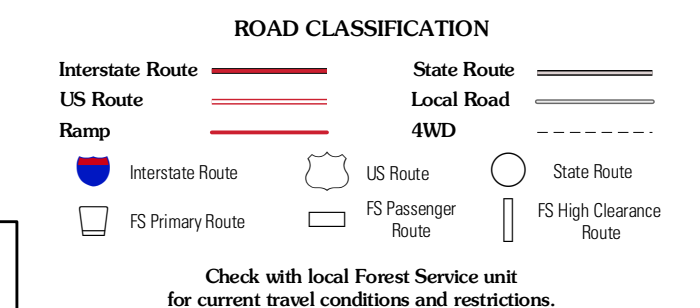 ROAD CLASSIFICATION
Interstate Route
State Route
US Route
Local Road
Ramp
4WD
Interstate Route
US Route
State Route
FS Primary Route
FS Passenger
Route
FS High Clearance
Route
Check with local Forest Service unit
for current travel conditions and restrictions.